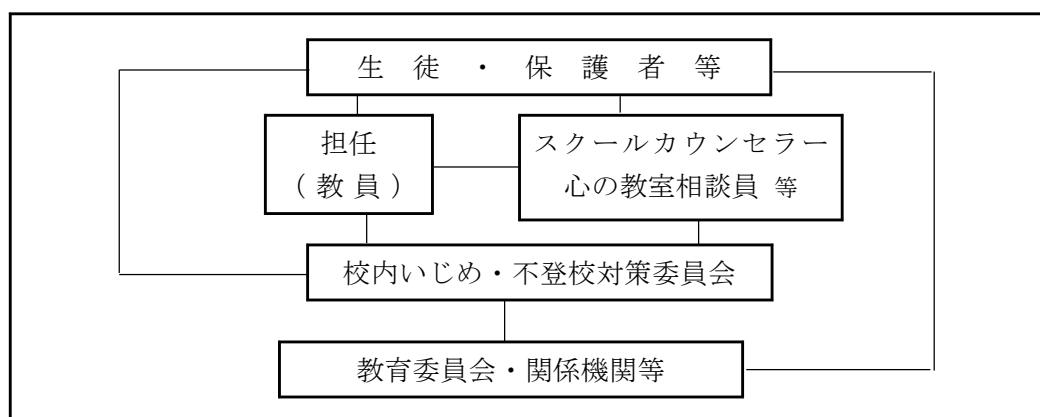 生徒・保護者等
担任
（教員）
スクールカウンセラー
心の教室相談員 等
校内いじめ・不登校対策委員会
教育委員会・関係機関等